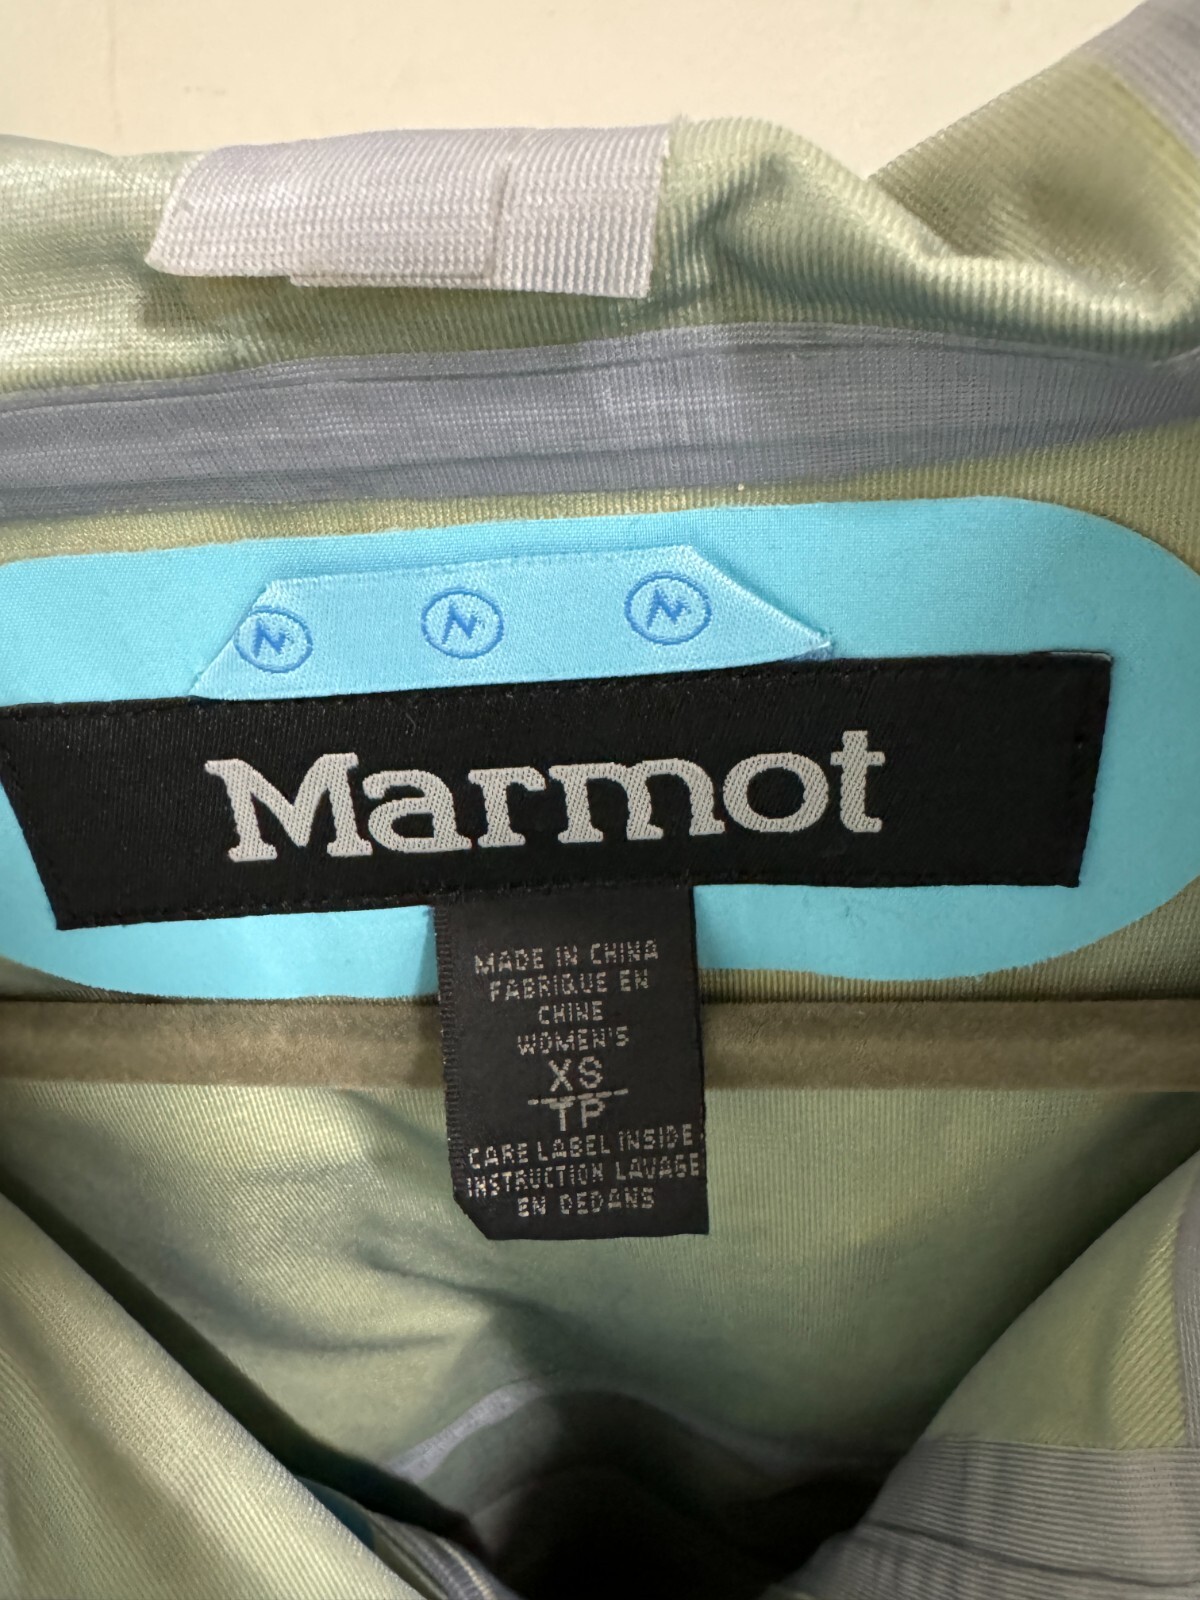 Marmot
MADE IN CHINA
FABRIQUE EN
CHINE
WOMEN'S
XS
TP
CARE LABEL INSIDE
INSTRUCTION LAVAGE
EN DEDANS